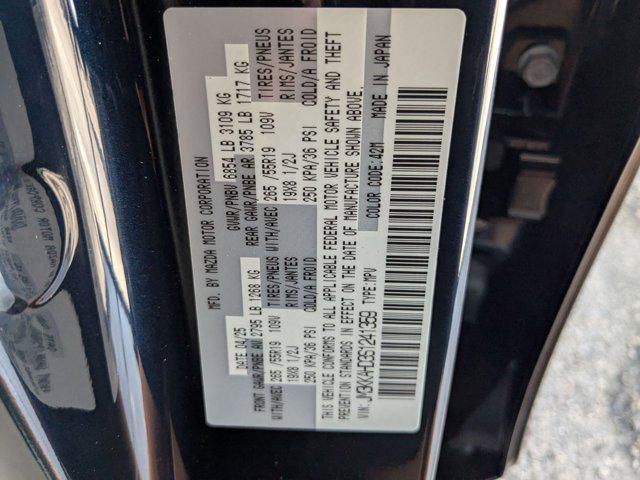 MFD. BY MAZDA MOTOR CORPORATION
DATE 04/25 GVWR/PNBV 6854 LB 3109 KG
FRONT GAWR/PNBE AV 2795 LB 1268 KG REAR GAWR/PNBE AR 3785 LB 1717 KG
WITH/AVEC 265/55R19 109V TIRES/PNEUS WITH/AVEC 265/55R19 109V TIRES/PNEUS
19X8 1/2J RIMS/JANTES 19X8 1/2J RIMS/JANTES
250 KPA/36 PSI COLD/A FROID 250 KPA/36 PSI COLD/A FROID
THIS VEHICLE CONFORMS TO ALL APPLICABLE FEDERAL MOTOR VEHICLE SAFETY AND THEFT
PREVENTION STANDARDS IN EFFECT ON THE DATE OF MANUFACTURE SHOWN ABOVE.
VIN: JM3KKAHD3S1241359 TYPE:MPV COLOR CODE:42M MADE IN JAPAN